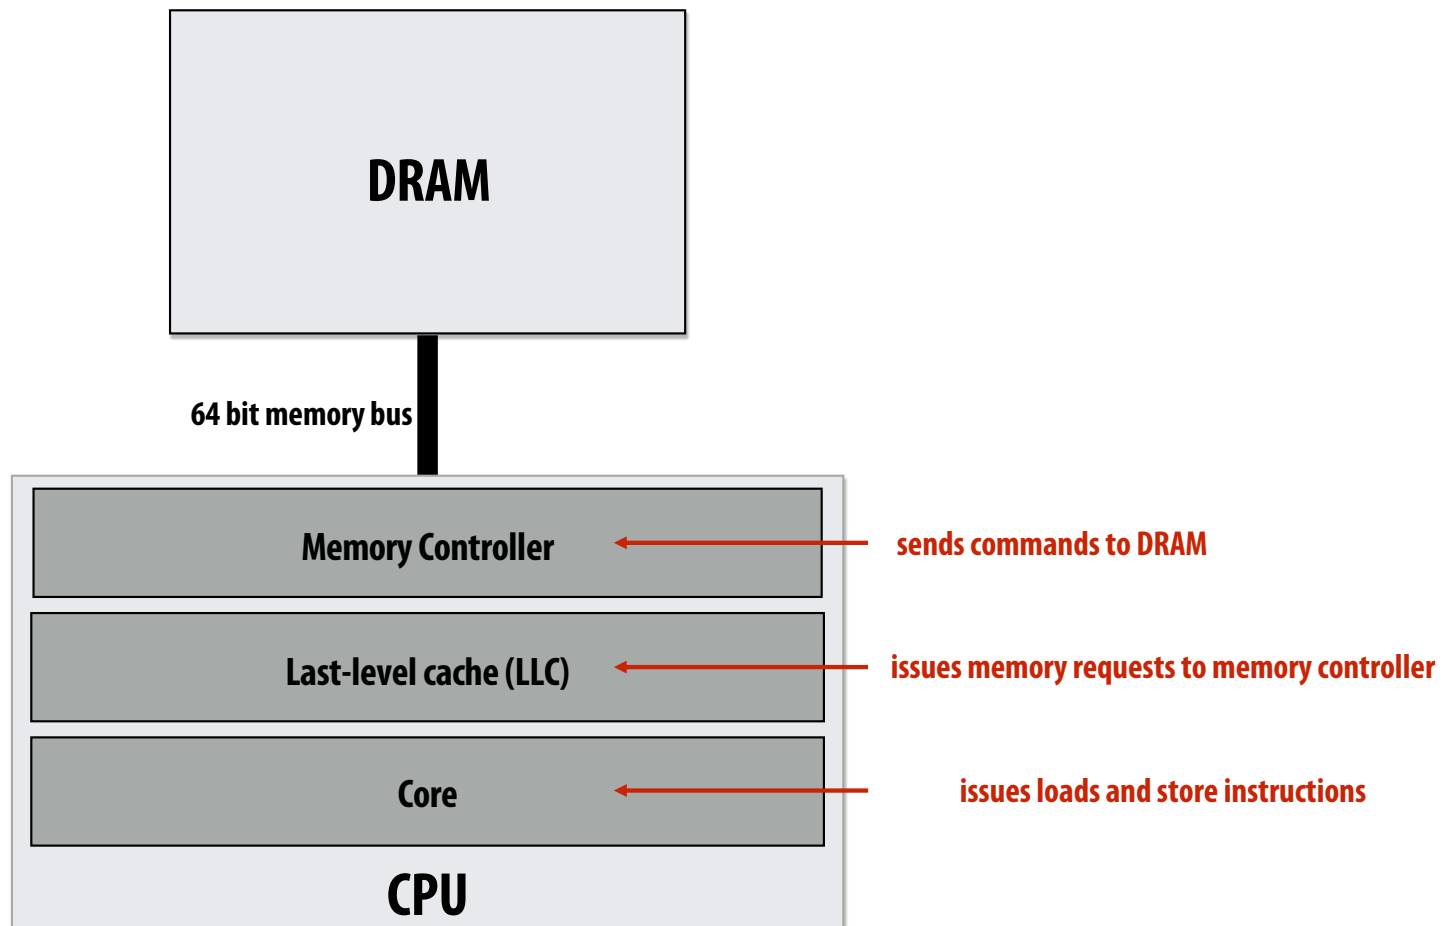 DRAM
64 bit memory bus
Memory Controller
sends commands to DRAM
Last-level cache (LLC)
issues memory requests to memory controller
Core
issues loads and store instructions
CPU